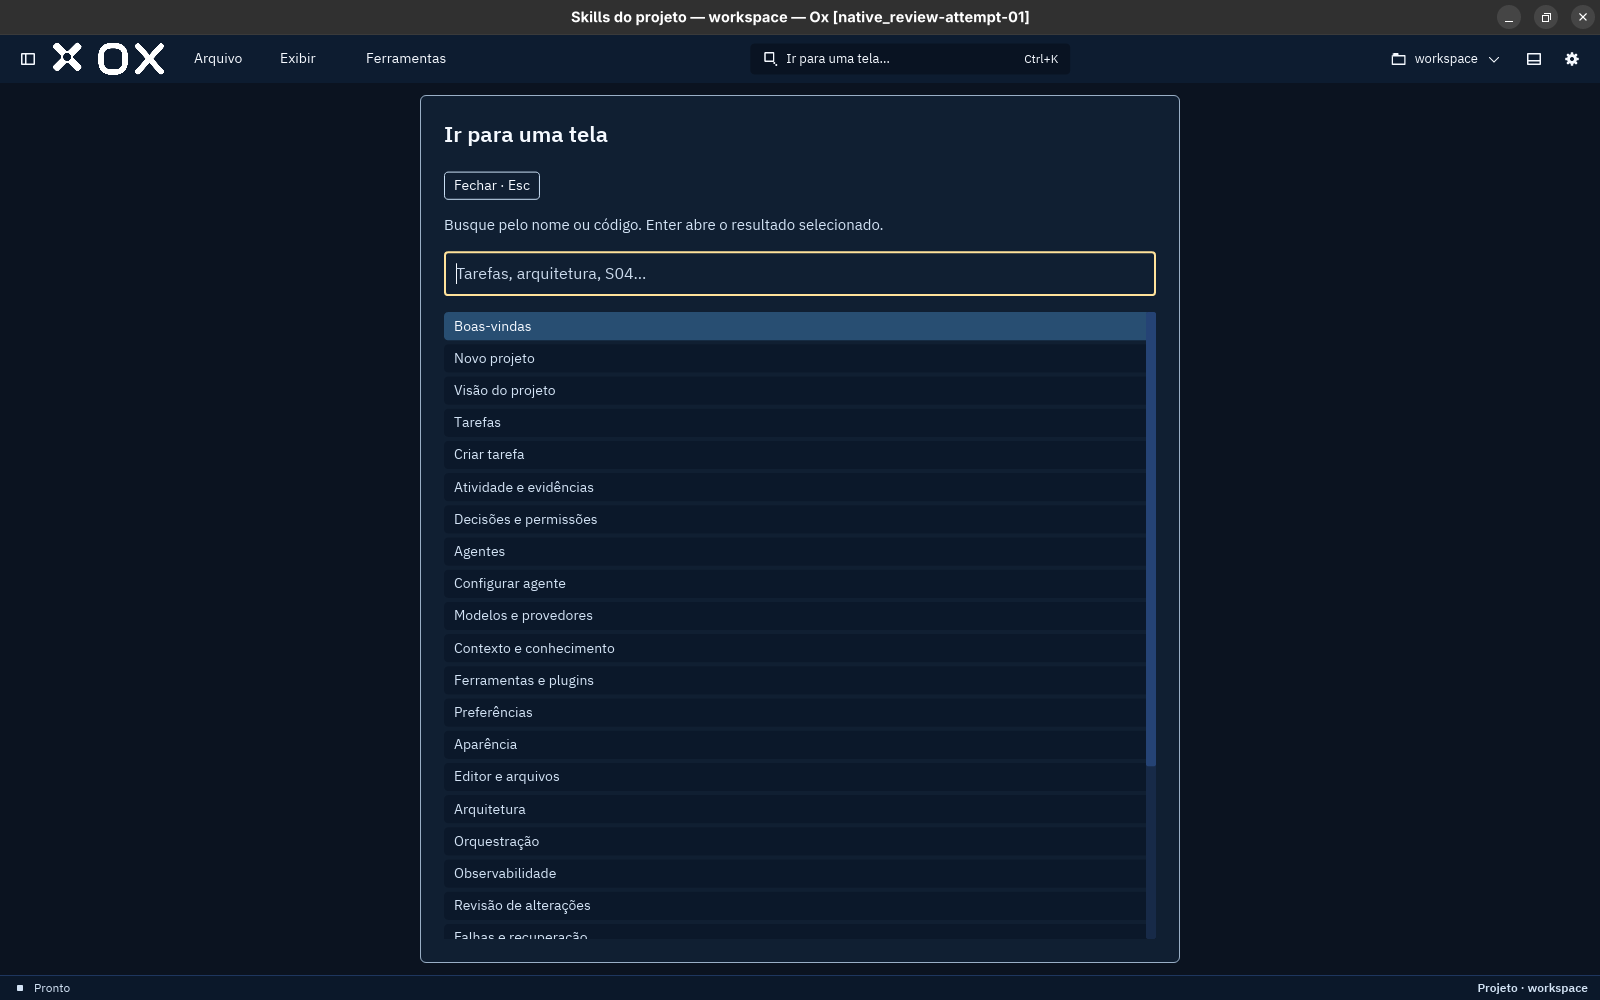 Skills do projeto — workspace — Ox [native_review-attempt-01]
OX Arquivo Exibir Ferramentas Ir para uma tela... Ctrl+K workspace
Ir para uma tela
Fechar · Esc
Busque pelo nome ou código. Enter abre o resultado selecionado.
Tarefas, arquitetura, S04...
Boas-vindas
Novo projeto
Visão do projeto
Tarefas
Criar tarefa
Atividade e evidências
Decisões e permissões
Agentes
Configurar agente
Modelos e provedores
Contexto e conhecimento
Ferramentas e plugins
Preferências
Aparência
Editor e arquivos
Arquitetura
Orquestração
Observabilidade
Revisão de alterações
Falhas e recuperação
Pronto Projeto · workspace